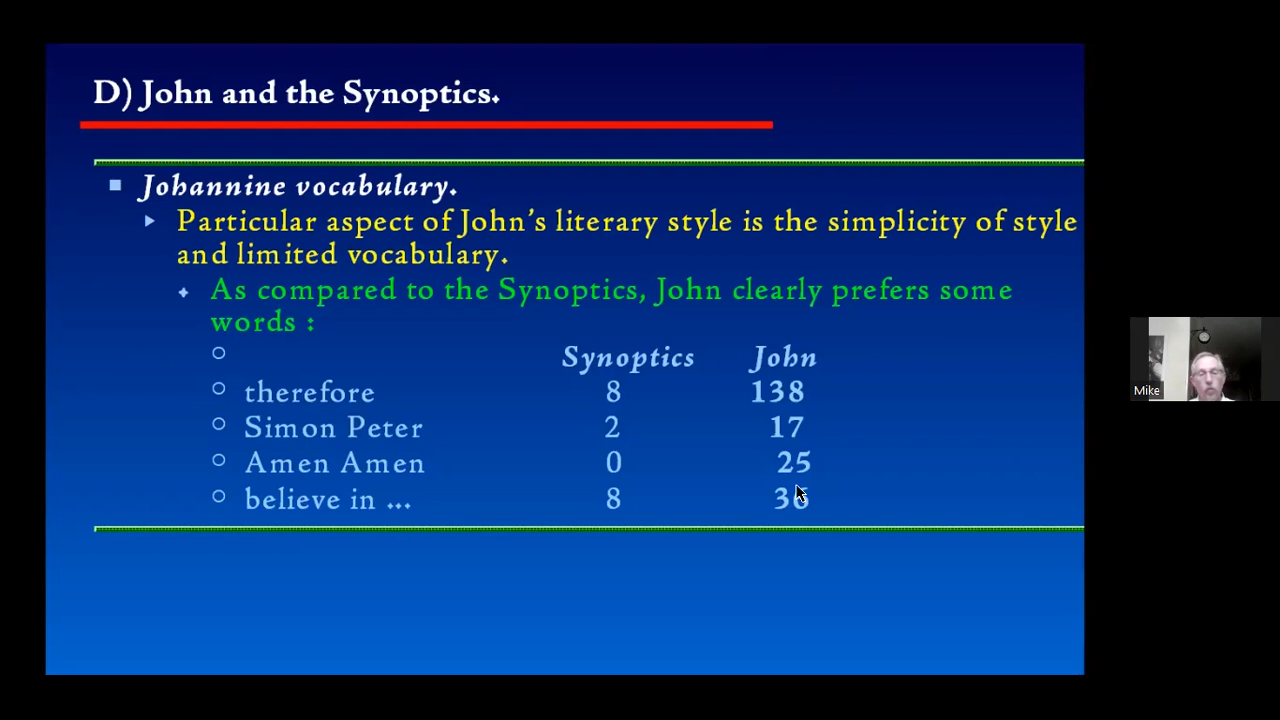 D) John and the Synoptics.
Johannine vocabulary.
Particular aspect of John's literary style is the simplicity of style
and limited vocabulary.
As compared to the Synoptics, John clearly prefers some
words :
Synoptics John
therefore 8 138
Simon Peter 2 17
Amen Amen 0 25
believe in ... 8 36
Mike